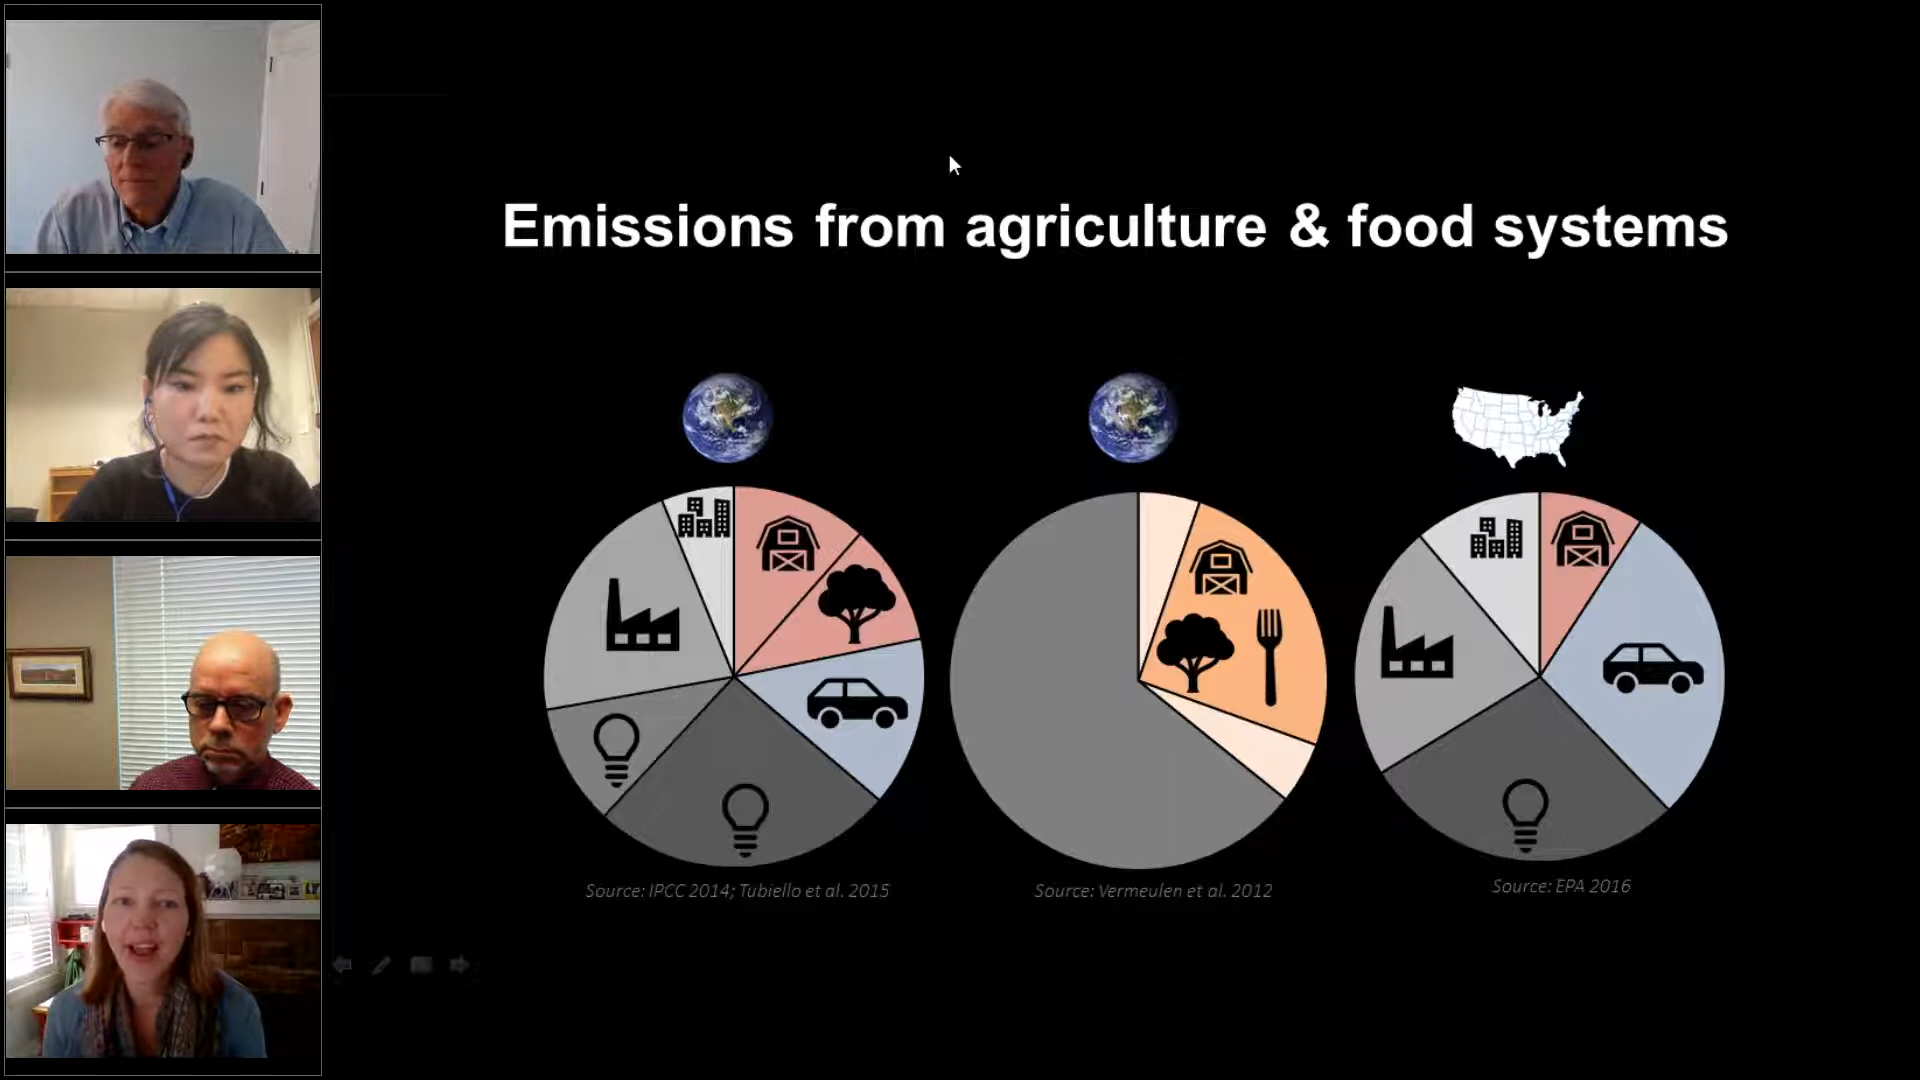 Emissions from agriculture & food systems
Source: IPCC 2014; Tubiello et al. 2015
Source: Vermeulen et al. 2012
Source: EPA 2016